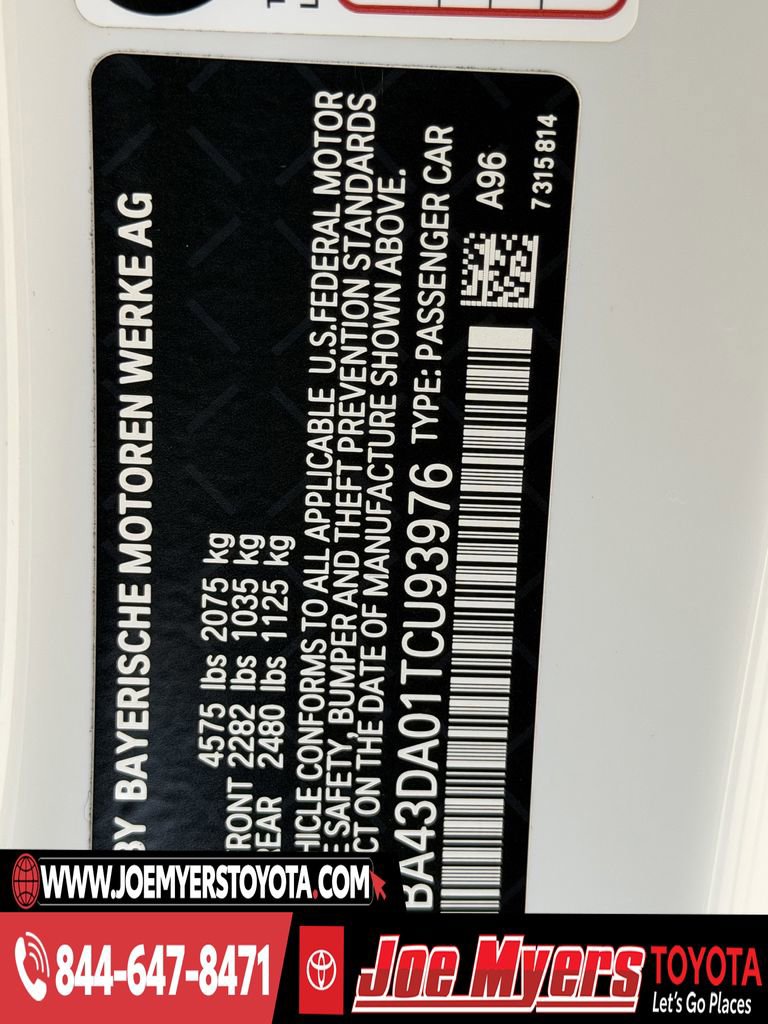 BY BAYERISCHE MOTOREN WERKE AG
4575 lbs 2075 kg
FRONT 2282 lbs 1035 kg
REAR 2480 lbs 1125 kg
HICLE CONFORMS TO ALL APPLICABLE U.S.FEDERAL MOTOR
E SAFETY, BUMPER AND THEFT PREVENTION STANDARDS
CT ON THE DATE OF MANUFACTURE SHOWN ABOVE.
BA43DA01TCU93976 TYPE: PASSENGER CAR
A96
7 315 814
WWW.JOEMYERSTOYOTA.COM
844-647-8471
Joe Myers TOYOTA
Let's Go Places